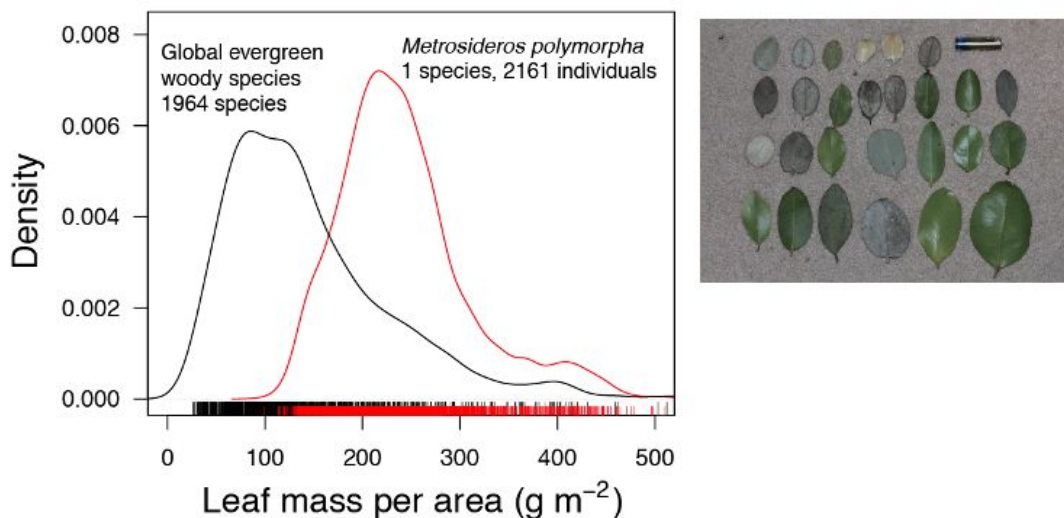 Global evergreen
woody species
1964 species
Metrosideros polymorpha
1 species, 2161 individuals
Density
0.008
0.006
0.004
0.002
0.000
0
100
200
300
400
500
Leaf mass per area (g m⁻²)